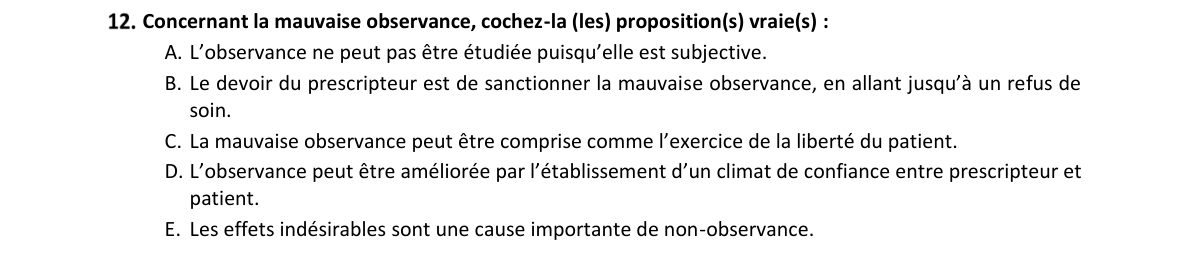 12. Concernant la mauvaise observance, cochez-la (les) proposition(s) vraie(s) :
A. L’observance ne peut pas être étudiée puisqu’elle est subjective.
B. Le devoir du prescripteur est de sanctionner la mauvaise observance, en allant jusqu’à un refus de
soin.
C. La mauvaise observance peut être comprise comme l’exercice de la liberté du patient.
D. L’observance peut être améliorée par l’établissement d’un climat de confiance entre prescripteur et
patient.
E. Les effets indésirables sont une cause importante de non-observance.